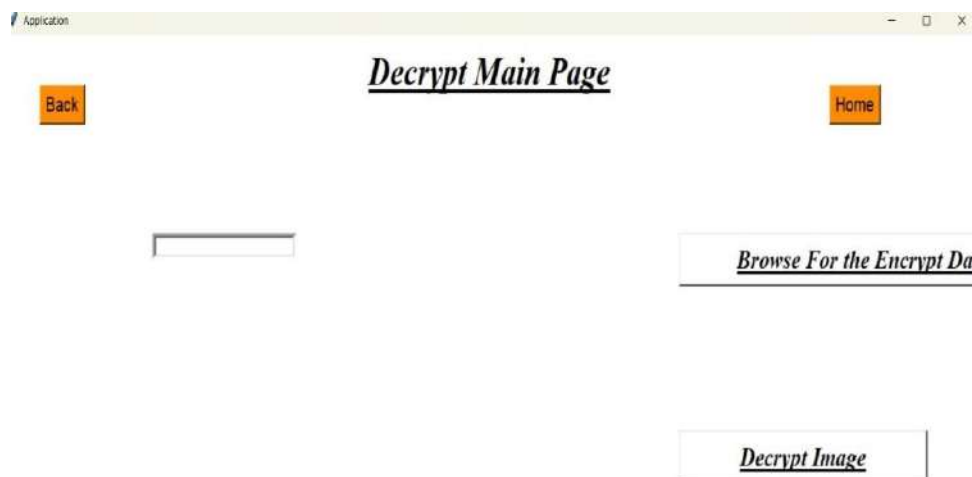 Application
Decrypt Main Page
Back
Home
Browse For the Encrypt Da
Decrypt Image